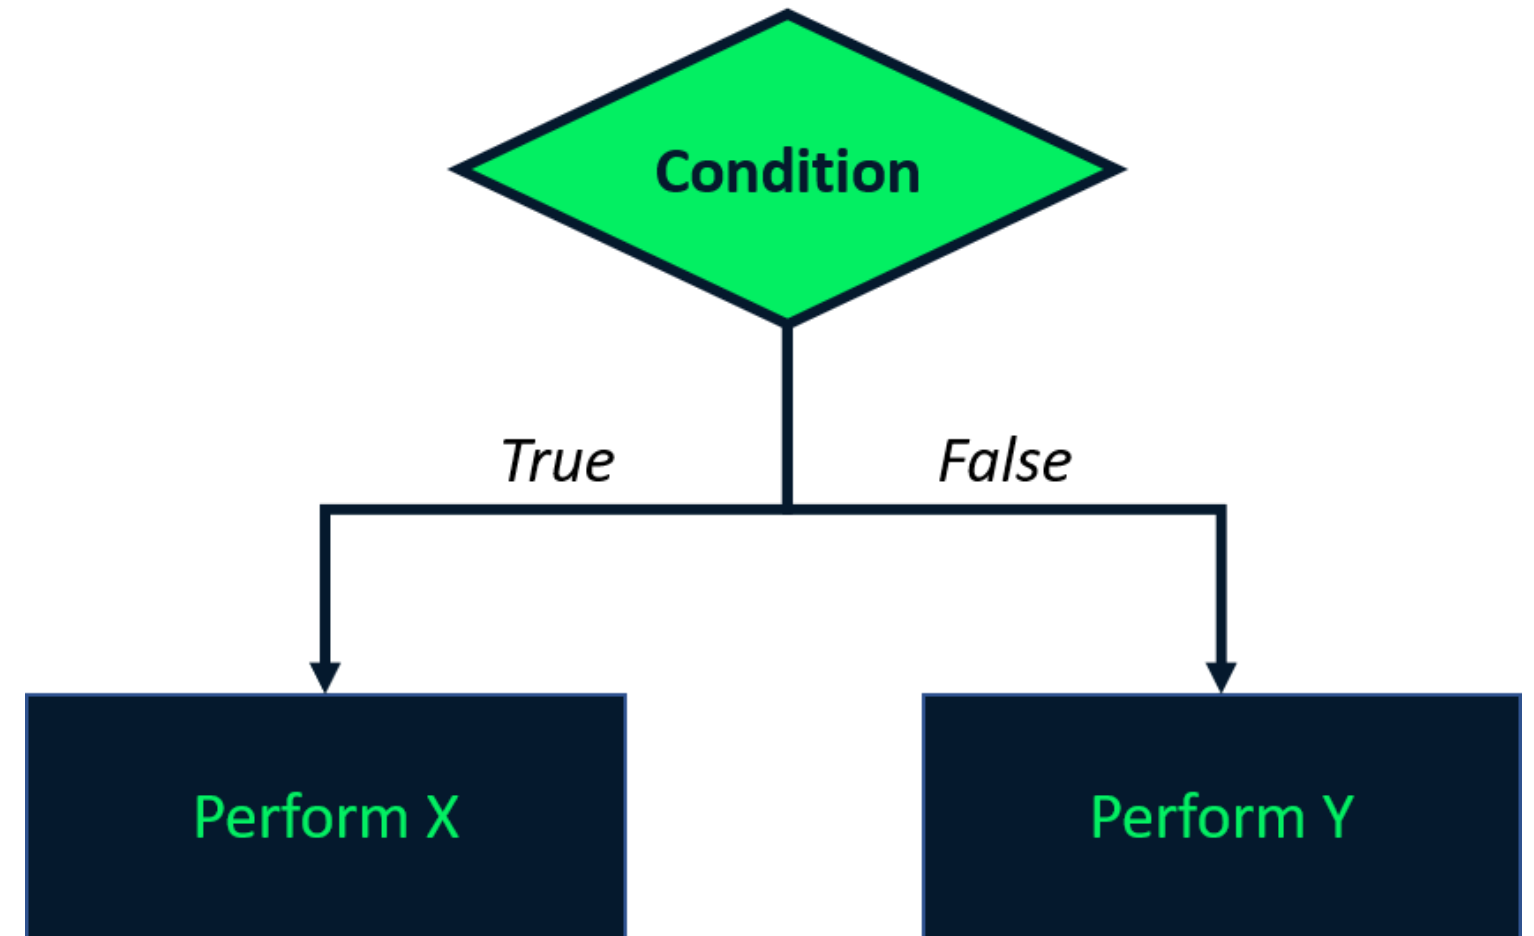 Condition
True
False
Perform X
Perform Y